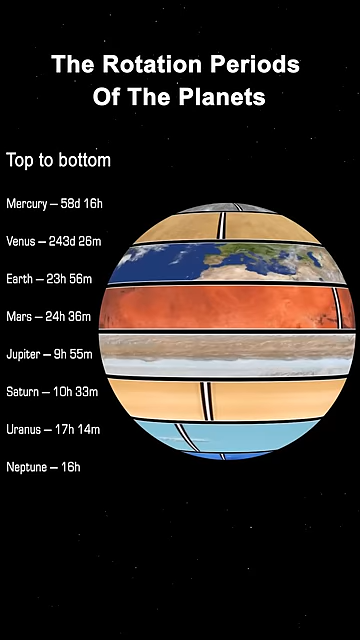 The Rotation Periods
Of The Planets
Top to bottom
Mercury – 58d 16h
Venus – 243d 26m
Earth – 23h 56m
Mars – 24h 36m
Jupiter – 9h 55m
Saturn – 10h 33m
Uranus – 17h 14m
Neptune – 16h